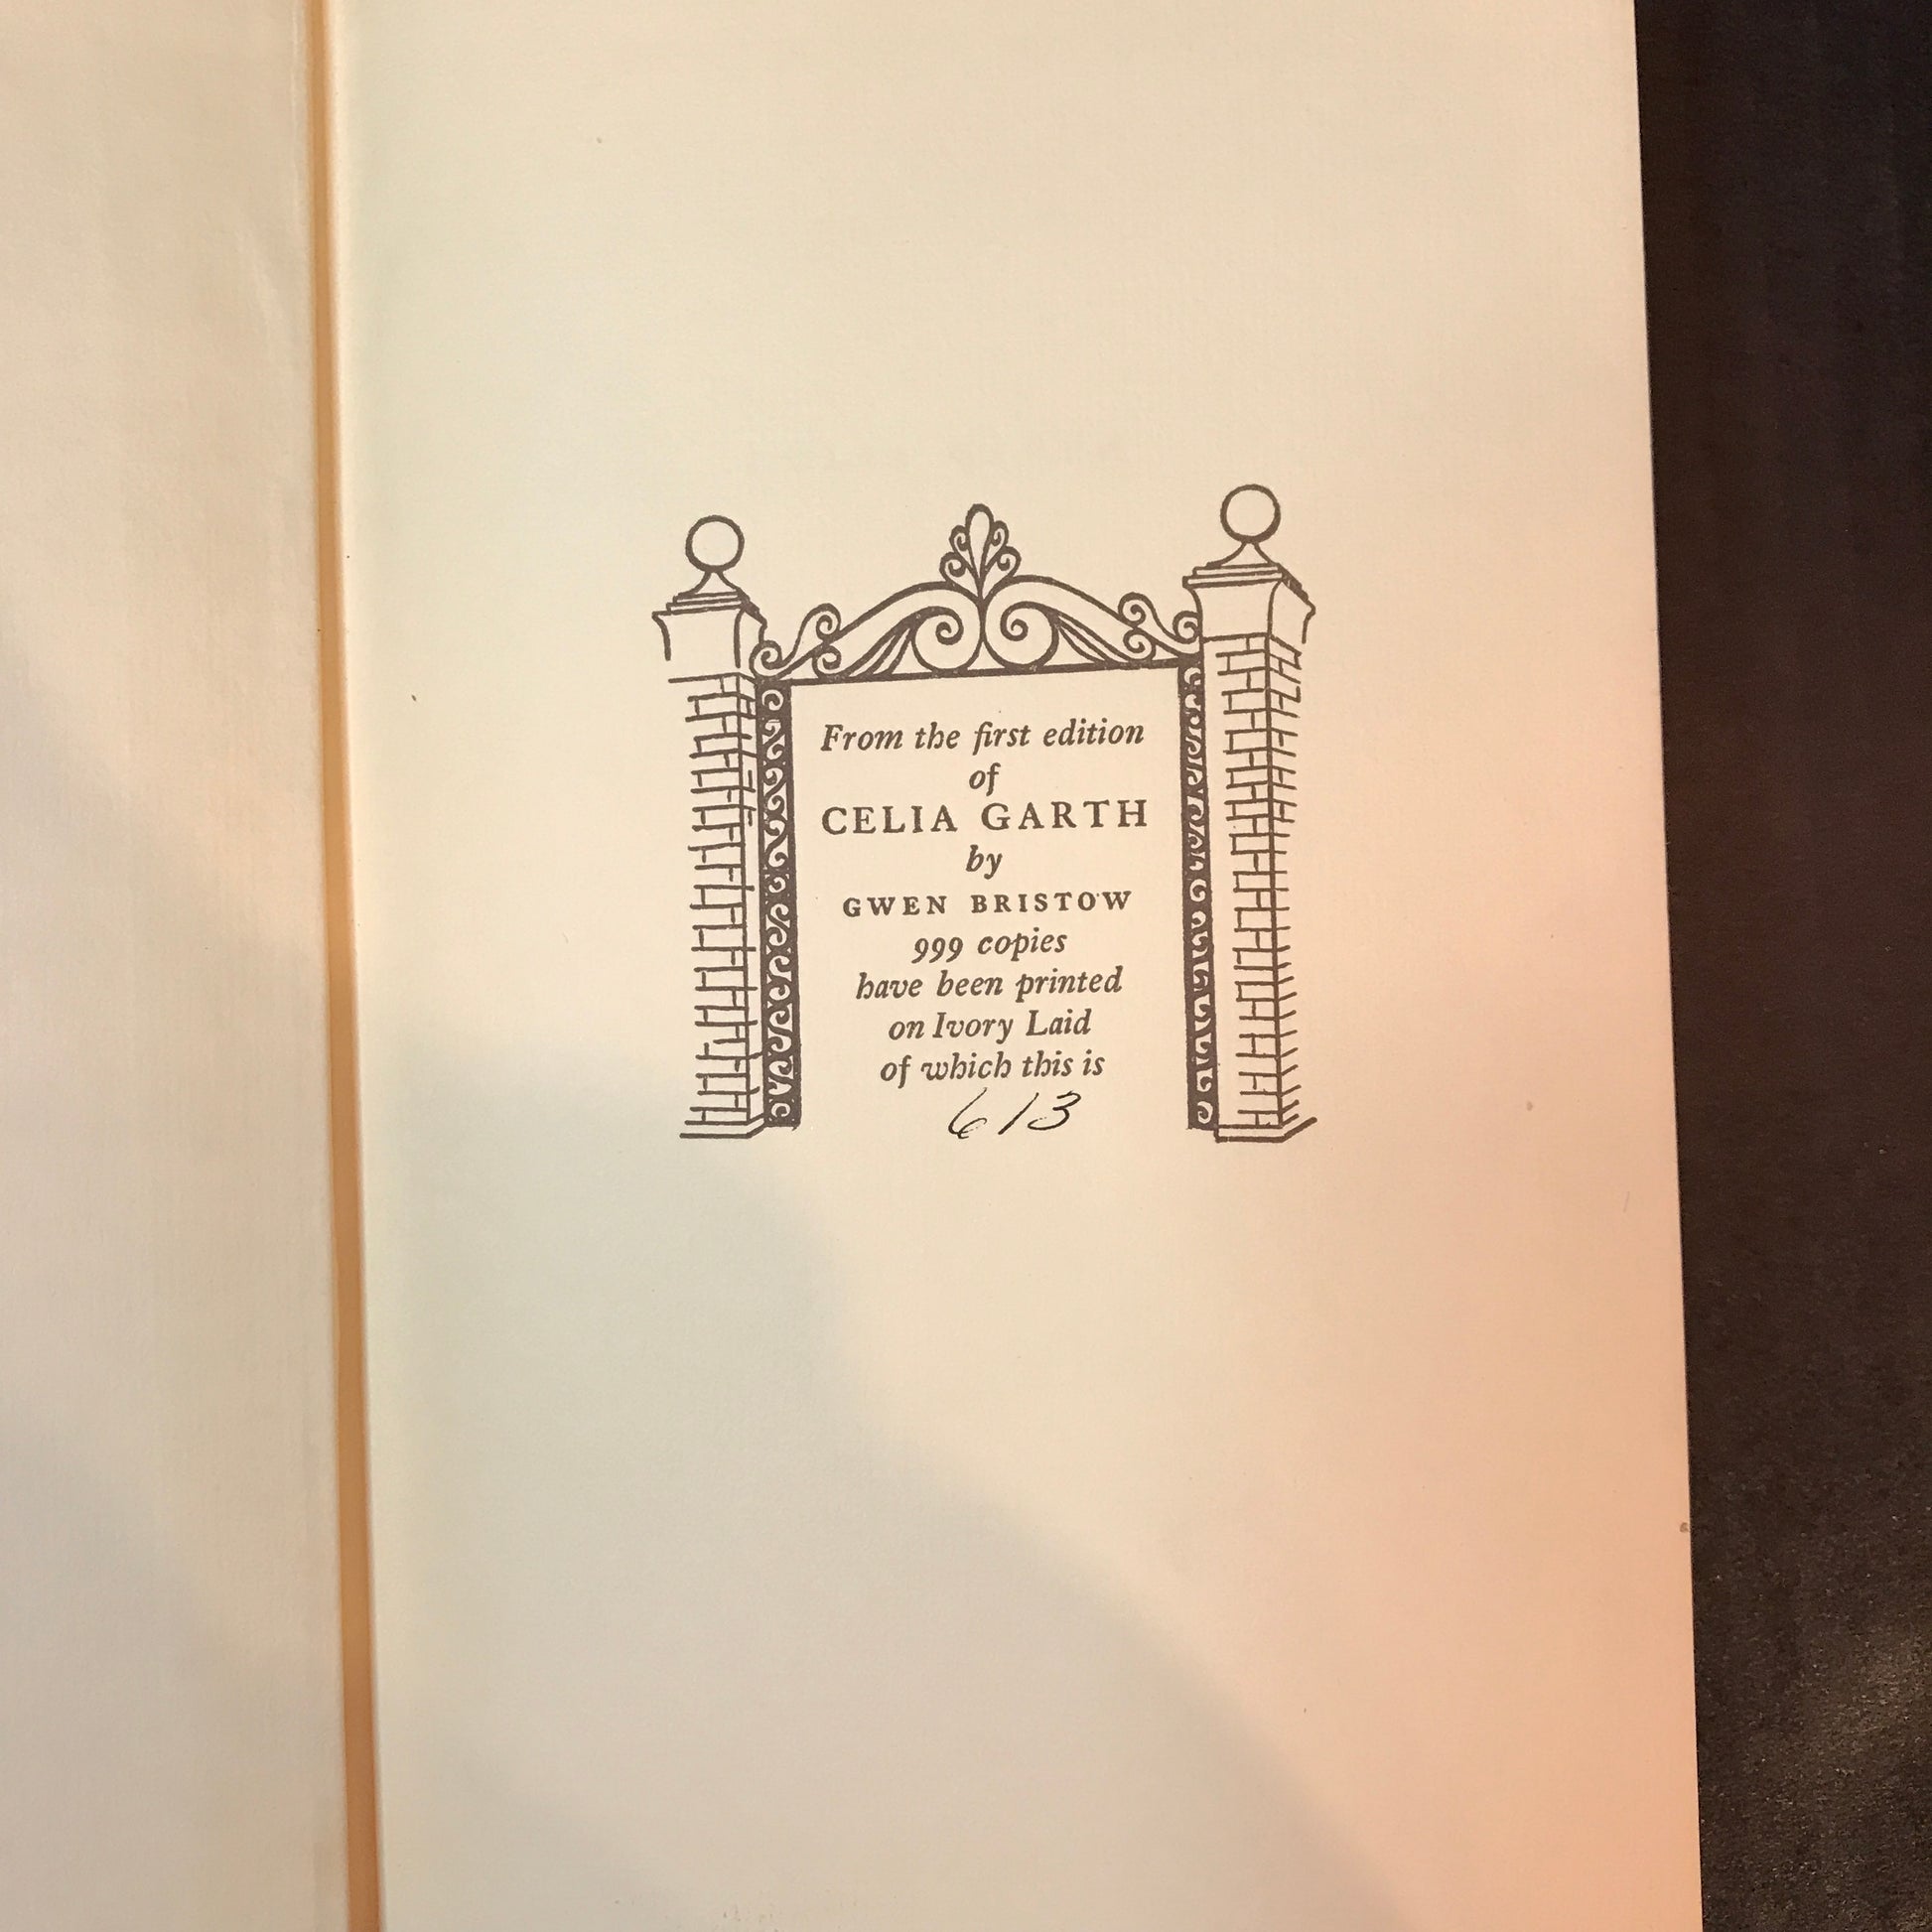 From the first edition
of
CELIA GARTH
by
GWEN BRISTOW
999 copies
have been printed
on Ivory Laid
of which this is
613